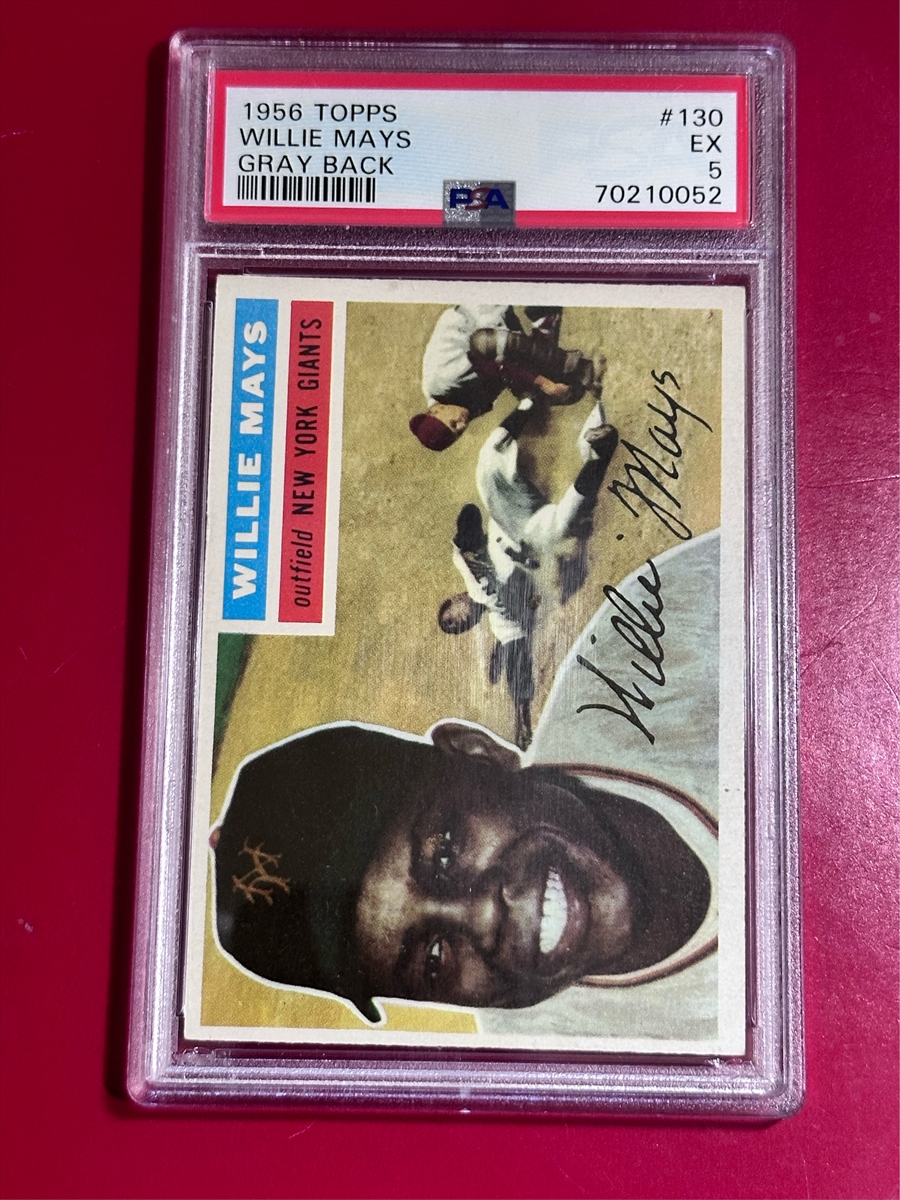 1956 TOPPS
WILLIE MAYS
GRAY BACK
#130
EX
5
70210052
PSA
WILLIE MAYS
outfield NEW YORK GIANTS
Willie Mays
NY